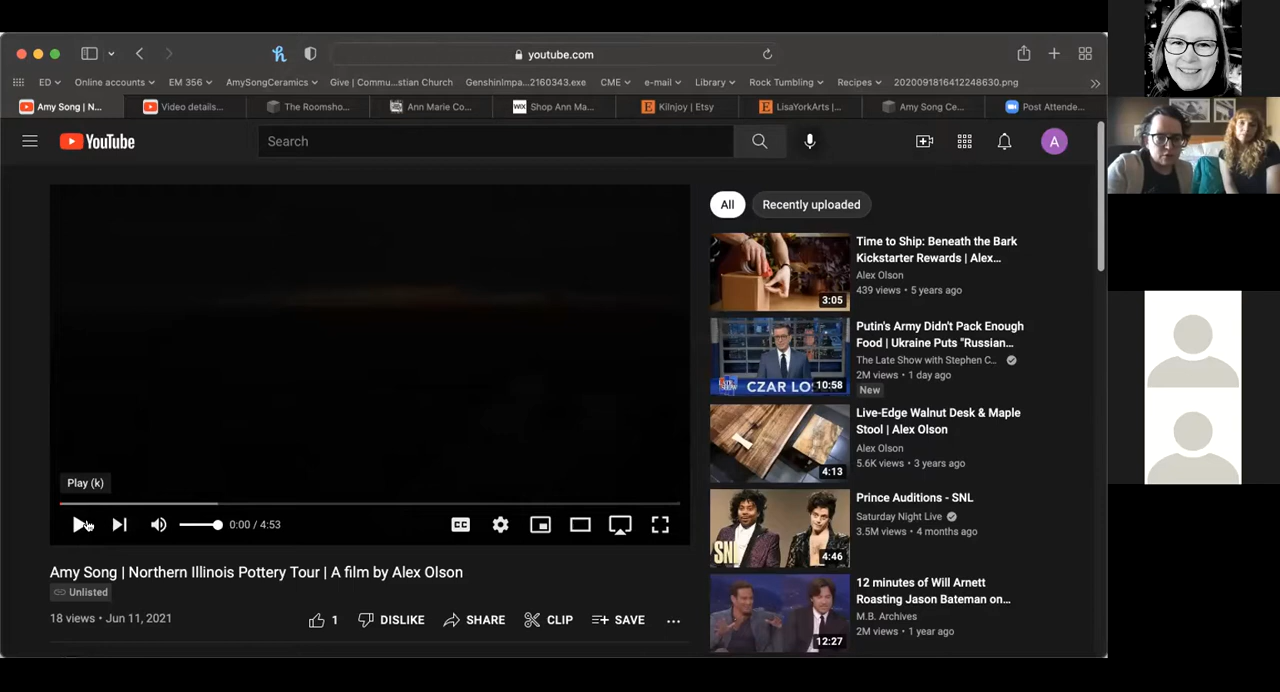 youtube.com
ED
Online accounts
EM 356
AmySongCeramics
Give | Commu...stian Church
GenshinImpa...2160343.exe
CME
e-mail
Library
Rock Tumbling
Recipes
2020091816412248630.png
Amy Song | N...
Video details...
The Roomsho...
Ann Marie Co...
WIX
Shop Ann Ma...
E
Kilnjoy | Etsy
E
LisaYorkArts |...
Amy Song Ce...
Post Attende...
YouTube
Search
A
All
Recently uploaded
Time to Ship: Beneath the Bark
Kickstarter Rewards | Alex...
Alex Olson
439 views • 5 years ago
3:05
Putin's Army Didn't Pack Enough
Food | Ukraine Puts "Russian...
The Late Show with Stephen C...
2M views • 1 day ago
New
CZAR LO
10:58
Live-Edge Walnut Desk & Maple
Stool | Alex Olson
Alex Olson
5.6K views • 3 years ago
4:13
Prince Auditions - SNL
Saturday Night Live
3.5M views • 4 months ago
SN
4:46
12 minutes of Will Arnett
Roasting Jason Bateman on...
M.B. Archives
2M views • 1 year ago
12:27
Play (k)
0:00 / 4:53
CC
Amy Song | Northern Illinois Pottery Tour | A film by Alex Olson
Unlisted
18 views • Jun 11, 2021
1
DISLIKE
SHARE
CLIP
SAVE